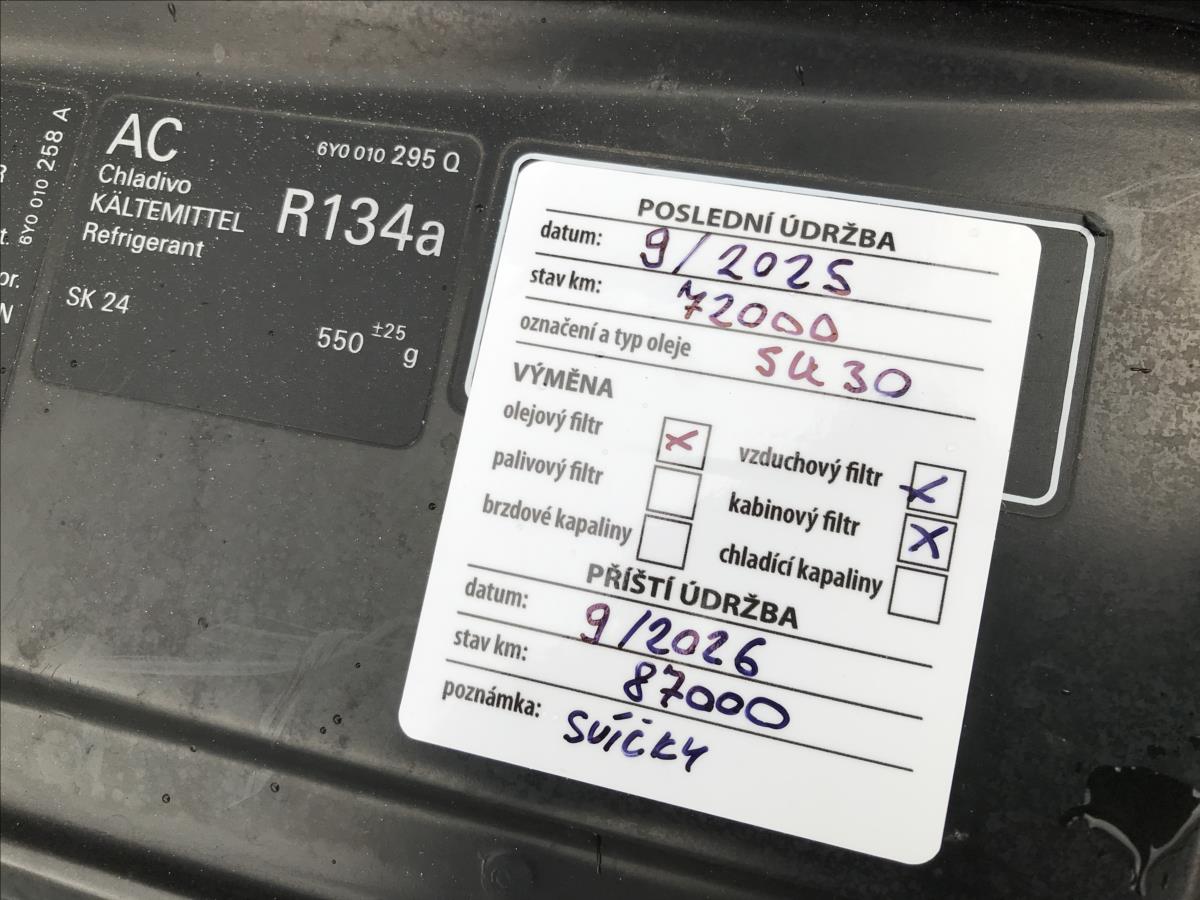 6Y0 010 258 A
AC
6Y0 010 295 Q
Chladivo
KÄLTEMITTEL
Refrigerant
R134a
SK 24
550 ±25 g
POSLEDNÍ ÚDRŽBA
datum: 9/2025
stav km: 72000
označení a typ oleje 5W30
VÝMĚNA
olejový filtr X
palivový filtr
brzdové kapaliny
vzduchový filtr X
kabinový filtr X
chladící kapaliny
PŘÍŠTÍ ÚDRŽBA
datum: 9/2026
stav km: 87000
poznámka: SVÍČKY